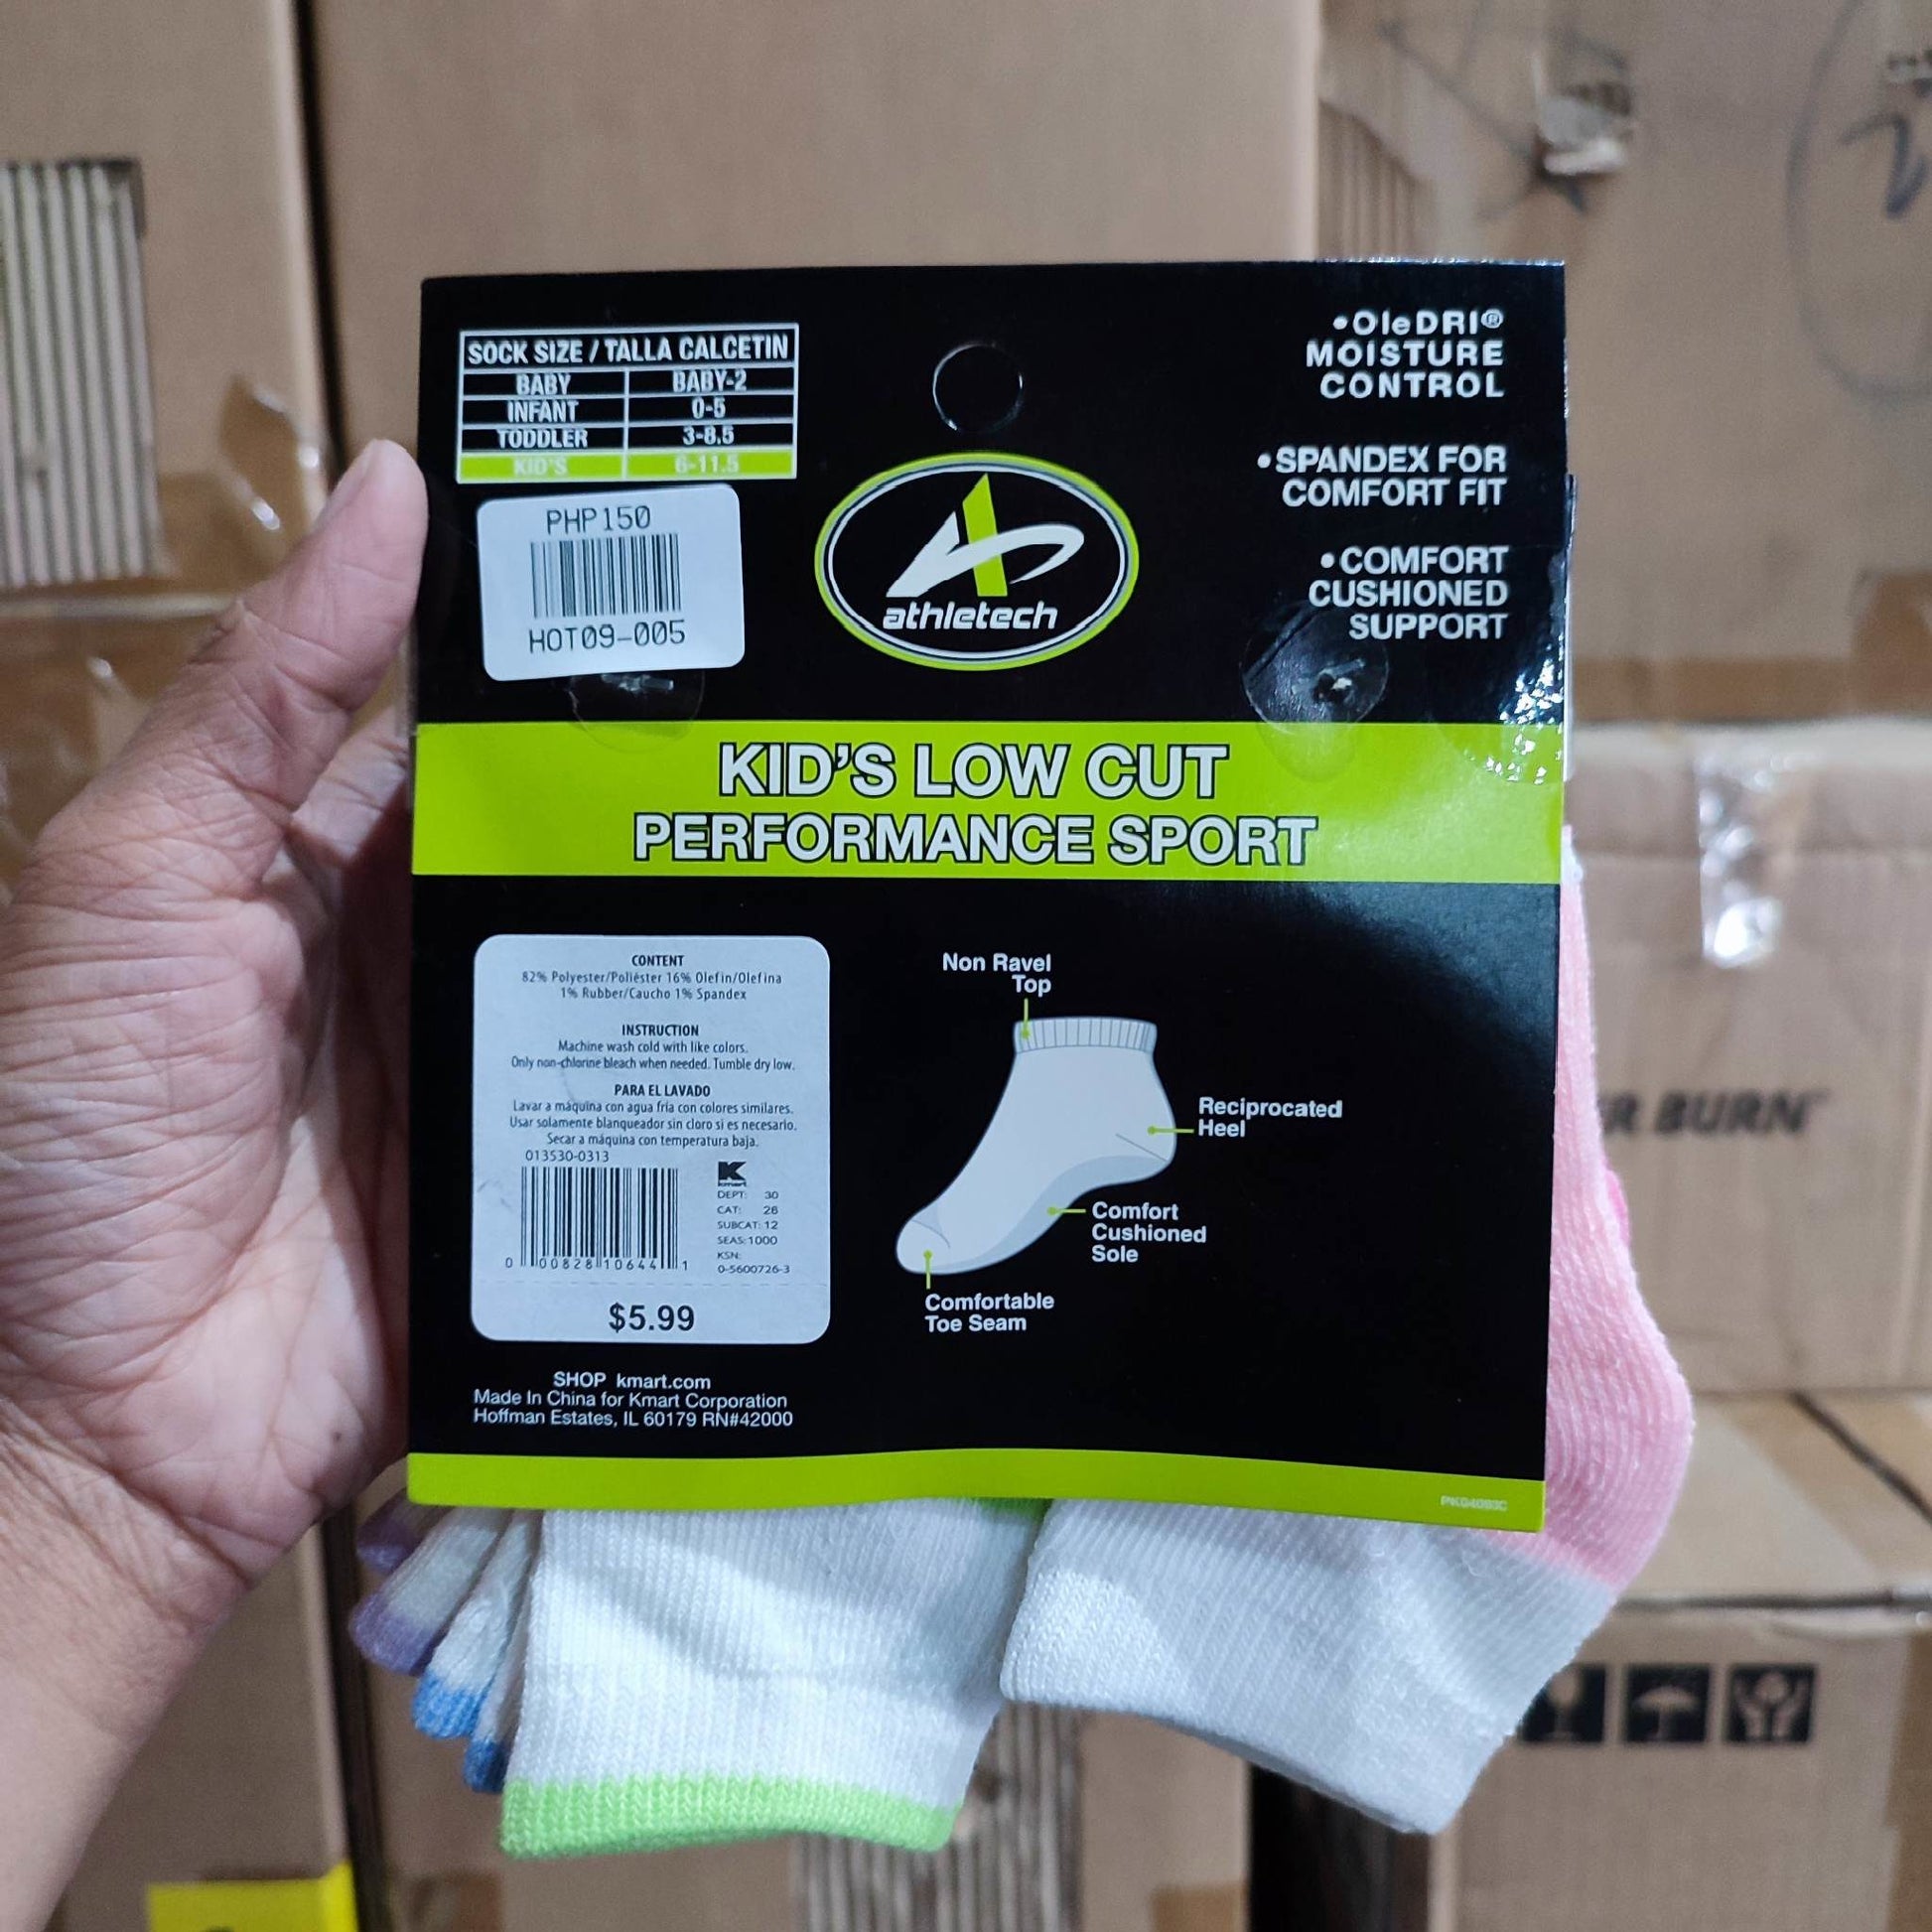 SOCK SIZE / TALLA CALCETIN
BABY BABY-2
INFANT 0-5
TODDLER 3-8.5
KID'S 6-11.5
PHP150
HOT09-005
athletech
•OleDRI®
MOISTURE
CONTROL
•SPANDEX FOR
COMFORT FIT
•COMFORT
CUSHIONED
SUPPORT
KID'S LOW CUT
PERFORMANCE SPORT
CONTENT
82% Polyester/Poliéster 16% Olefin/Olefina
1% Rubber/Caucho 1% Spandex
INSTRUCTION
Machine wash cold with like colors.
Only non-chlorine bleach when needed. Tumble dry low.
PARA EL LAVADO
Lavar a máquina con agua fría con colores similares.
Usar solamente blanqueador sin cloro si es necesario.
Secar a máquina con temperatura baja.
013530-0313
0 00828 10644 1
K
kmart
DEPT: 30
CAT: 26
SUBCAT: 12
SEAS: 1000
KSN:
0-5600726-3
$5.99
Non Ravel
Top
Reciprocated
Heel
Comfort
Cushioned
Sole
Comfortable
Toe Seam
SHOP kmart.com
Made In China for Kmart Corporation
Hoffman Estates, IL 60179 RN#42000
R BURN